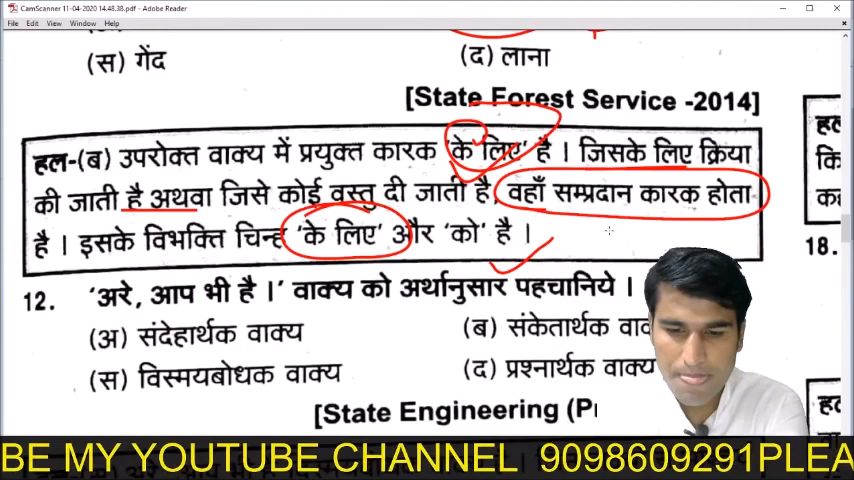 CamScanner 11-04-2020 14.48.38.pdf - Adobe Reader
File Edit View Window Help
(स) गेंद (द) लाना
[State Forest Service -2014]
हल-(ब) उपरोक्त वाक्य में प्रयुक्त कारक 'के लिए' है । जिसके लिए क्रिया
की जाती है अथवा जिसे कोई वस्तु दी जाती है, वहाँ सम्प्रदान कारक होता
है । इसके विभक्ति चिन्ह 'के लिए' और 'को' है ।
12. 'अरे, आप भी है ।' वाक्य को अर्थानुसार पहचानिये ।
(अ) संदेहार्थक वाक्य (ब) संकेतार्थक
(स) विस्मयबोधक वाक्य (द) प्रश्नार्थक वाक्य
[State Engineering
18.
BE MY YOUTUBE CHANNEL 9098609291PLEA